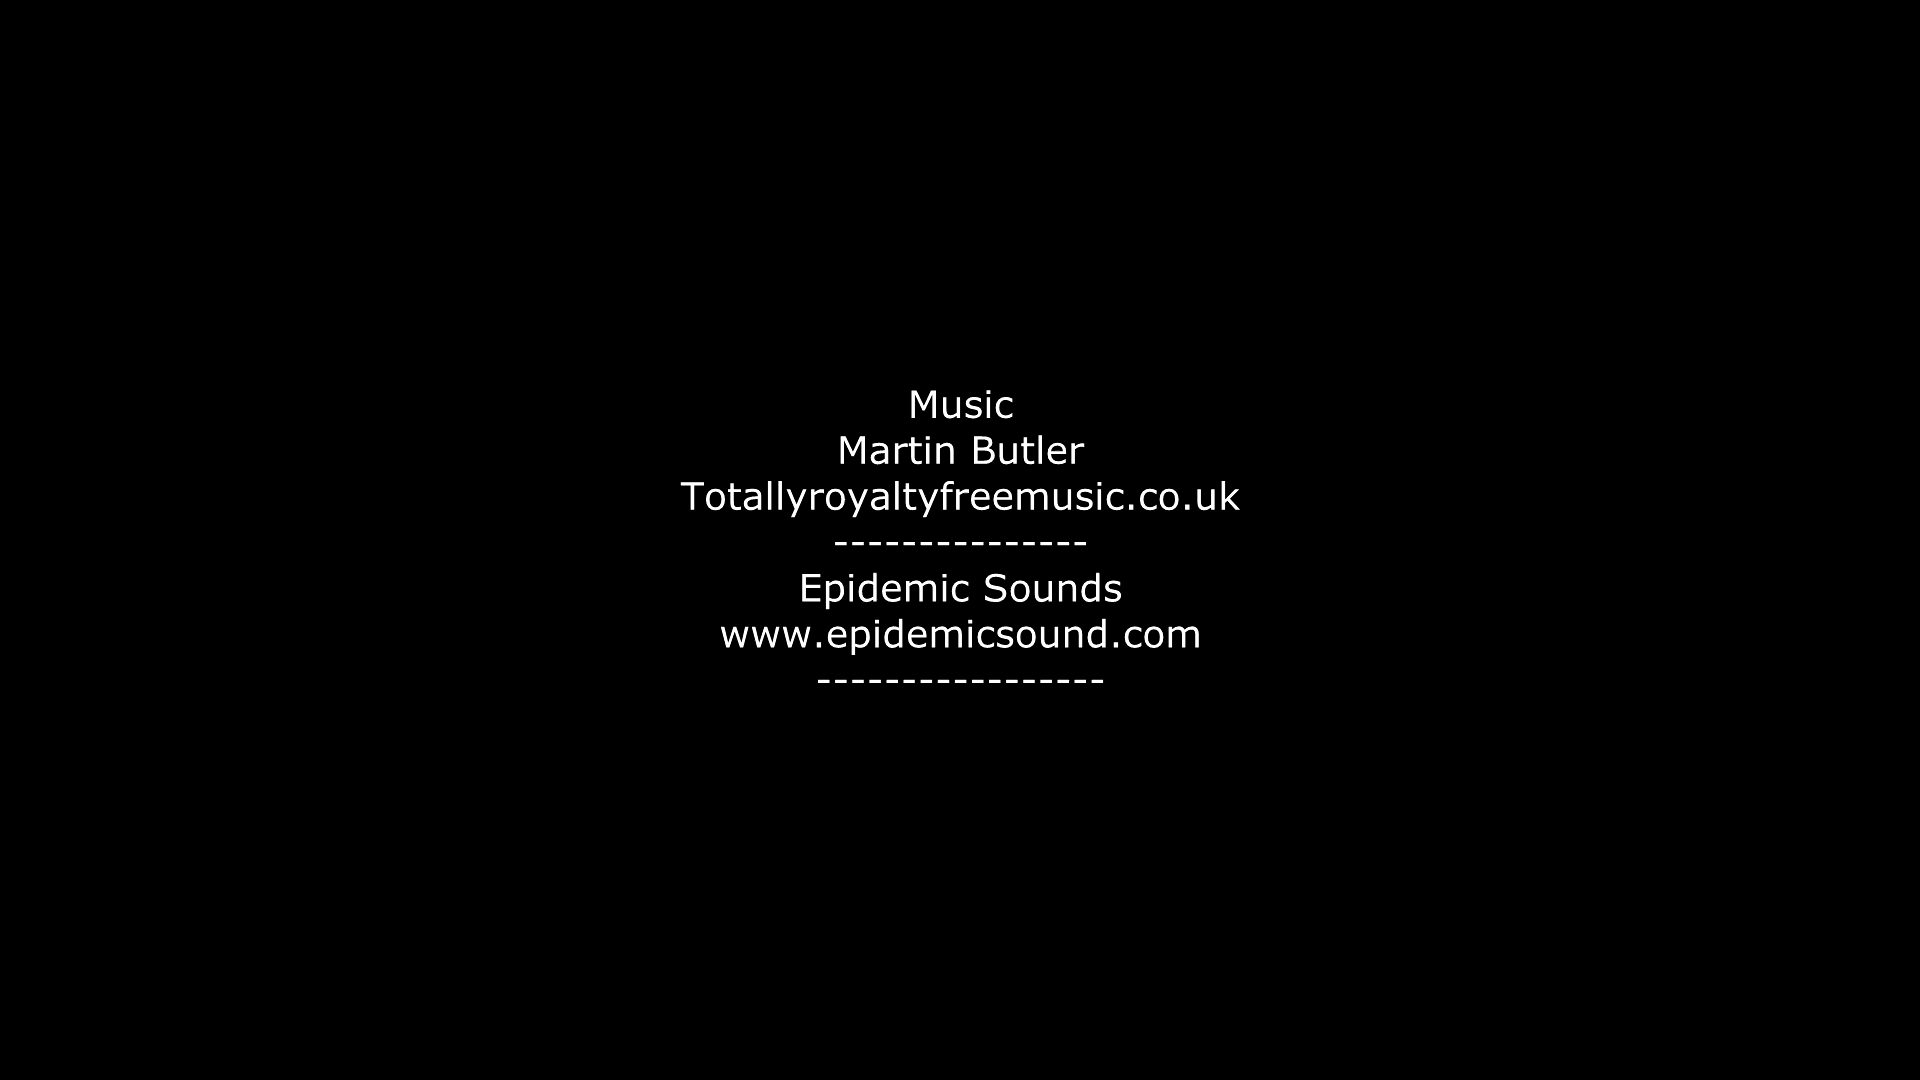 Music
Martin Butler
Totallyroyaltyfreemusic.co.uk
---------------
Epidemic Sounds
www.epidemicsound.com
-----------------